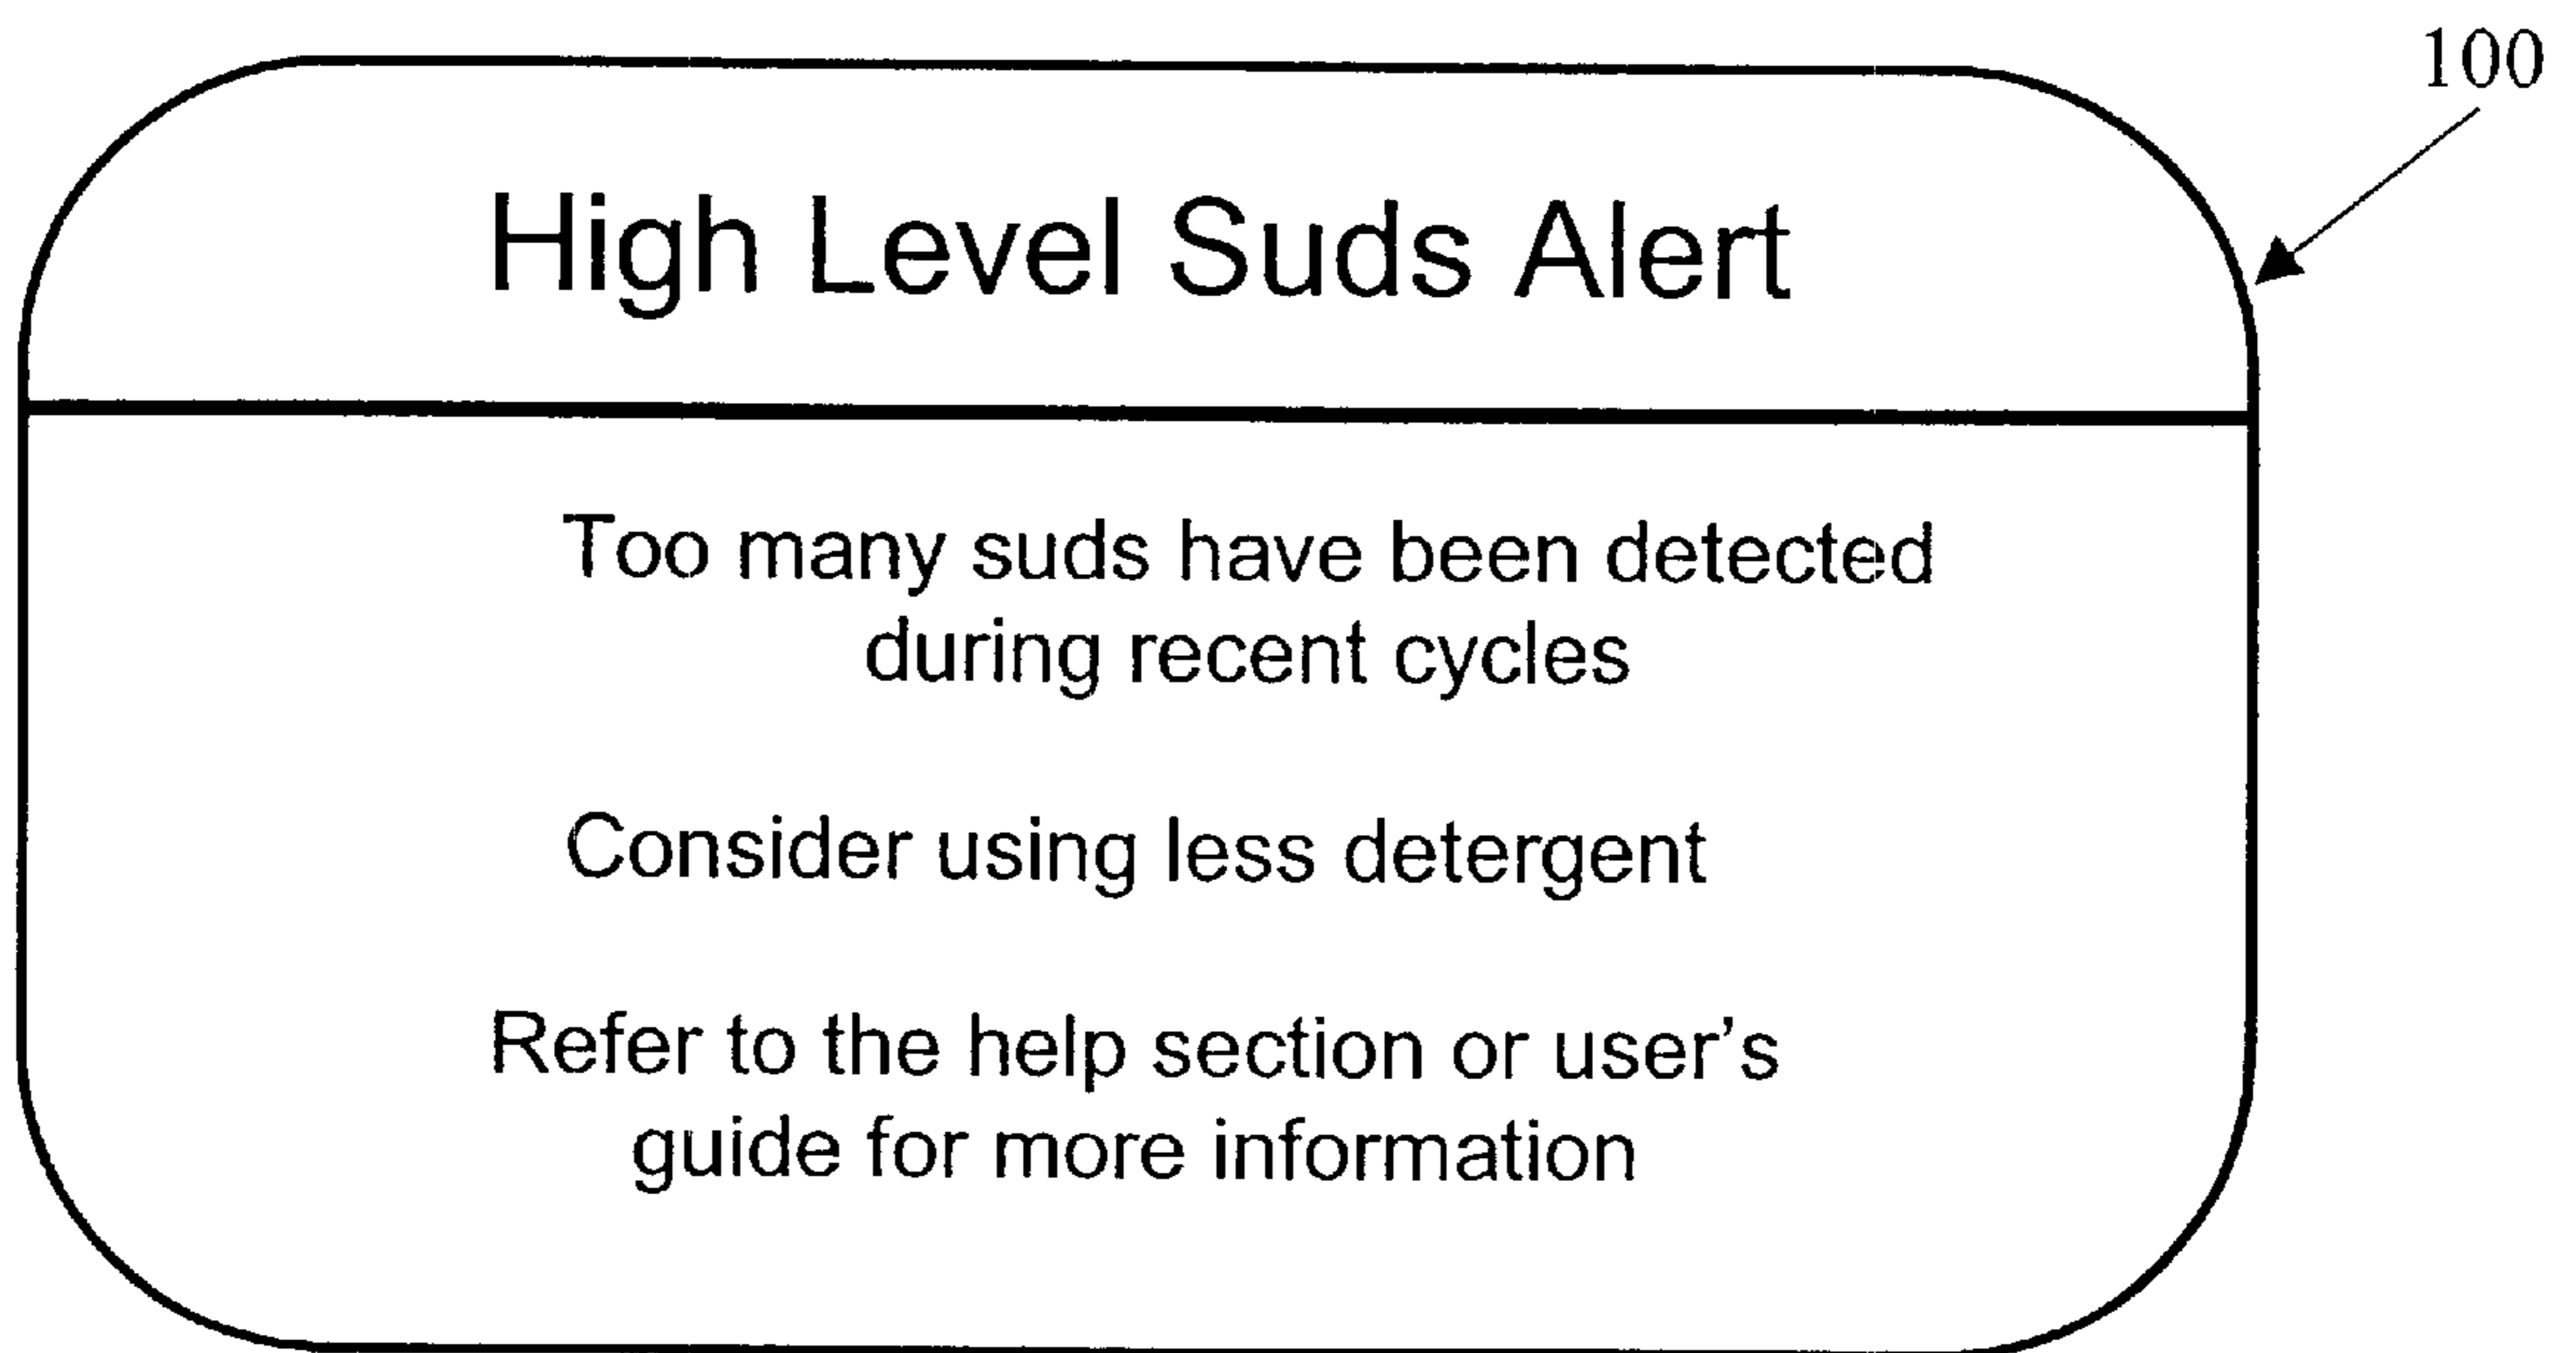 100
High Level Suds Alert
Too many suds have been detected
during recent cycles
Consider using less detergent
Refer to the help section or user’s
guide for more information